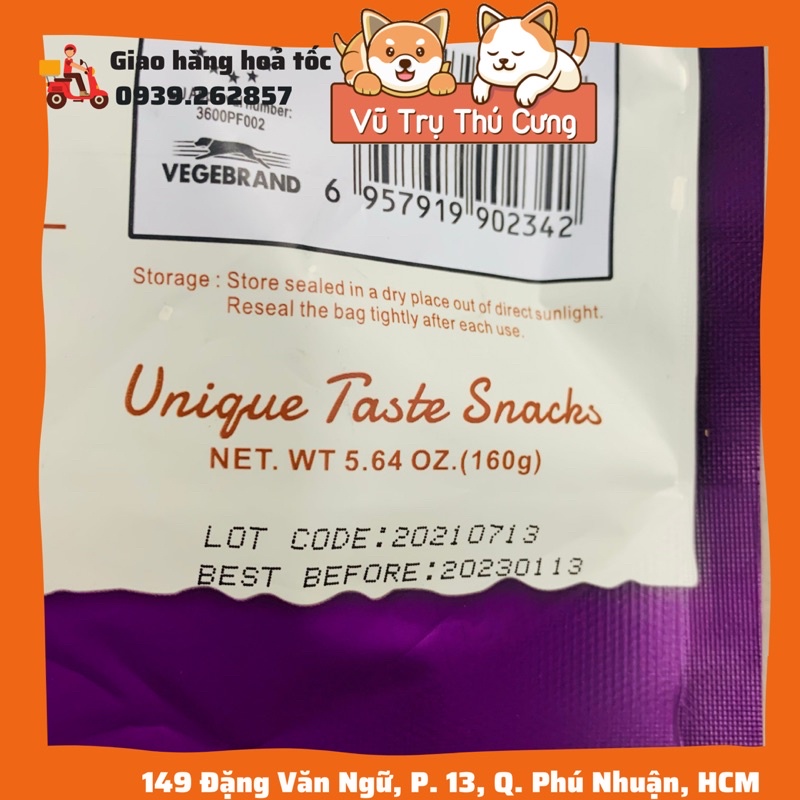 Giao hàng hoả tốc
0939.262857
Vũ Trụ Thú Cưng
number:
3600PF002
VEGEBRAND
6 957919 902342
Storage : Store sealed in a dry place out of direct sunlight.
Reseal the bag tightly after each use.
Unique Taste Snacks
NET. WT 5.64 OZ.(160g)
LOT CODE:20210713
BEST BEFORE:20230113
149 Đặng Văn Ngữ, P. 13, Q. Phú Nhuận, HCM